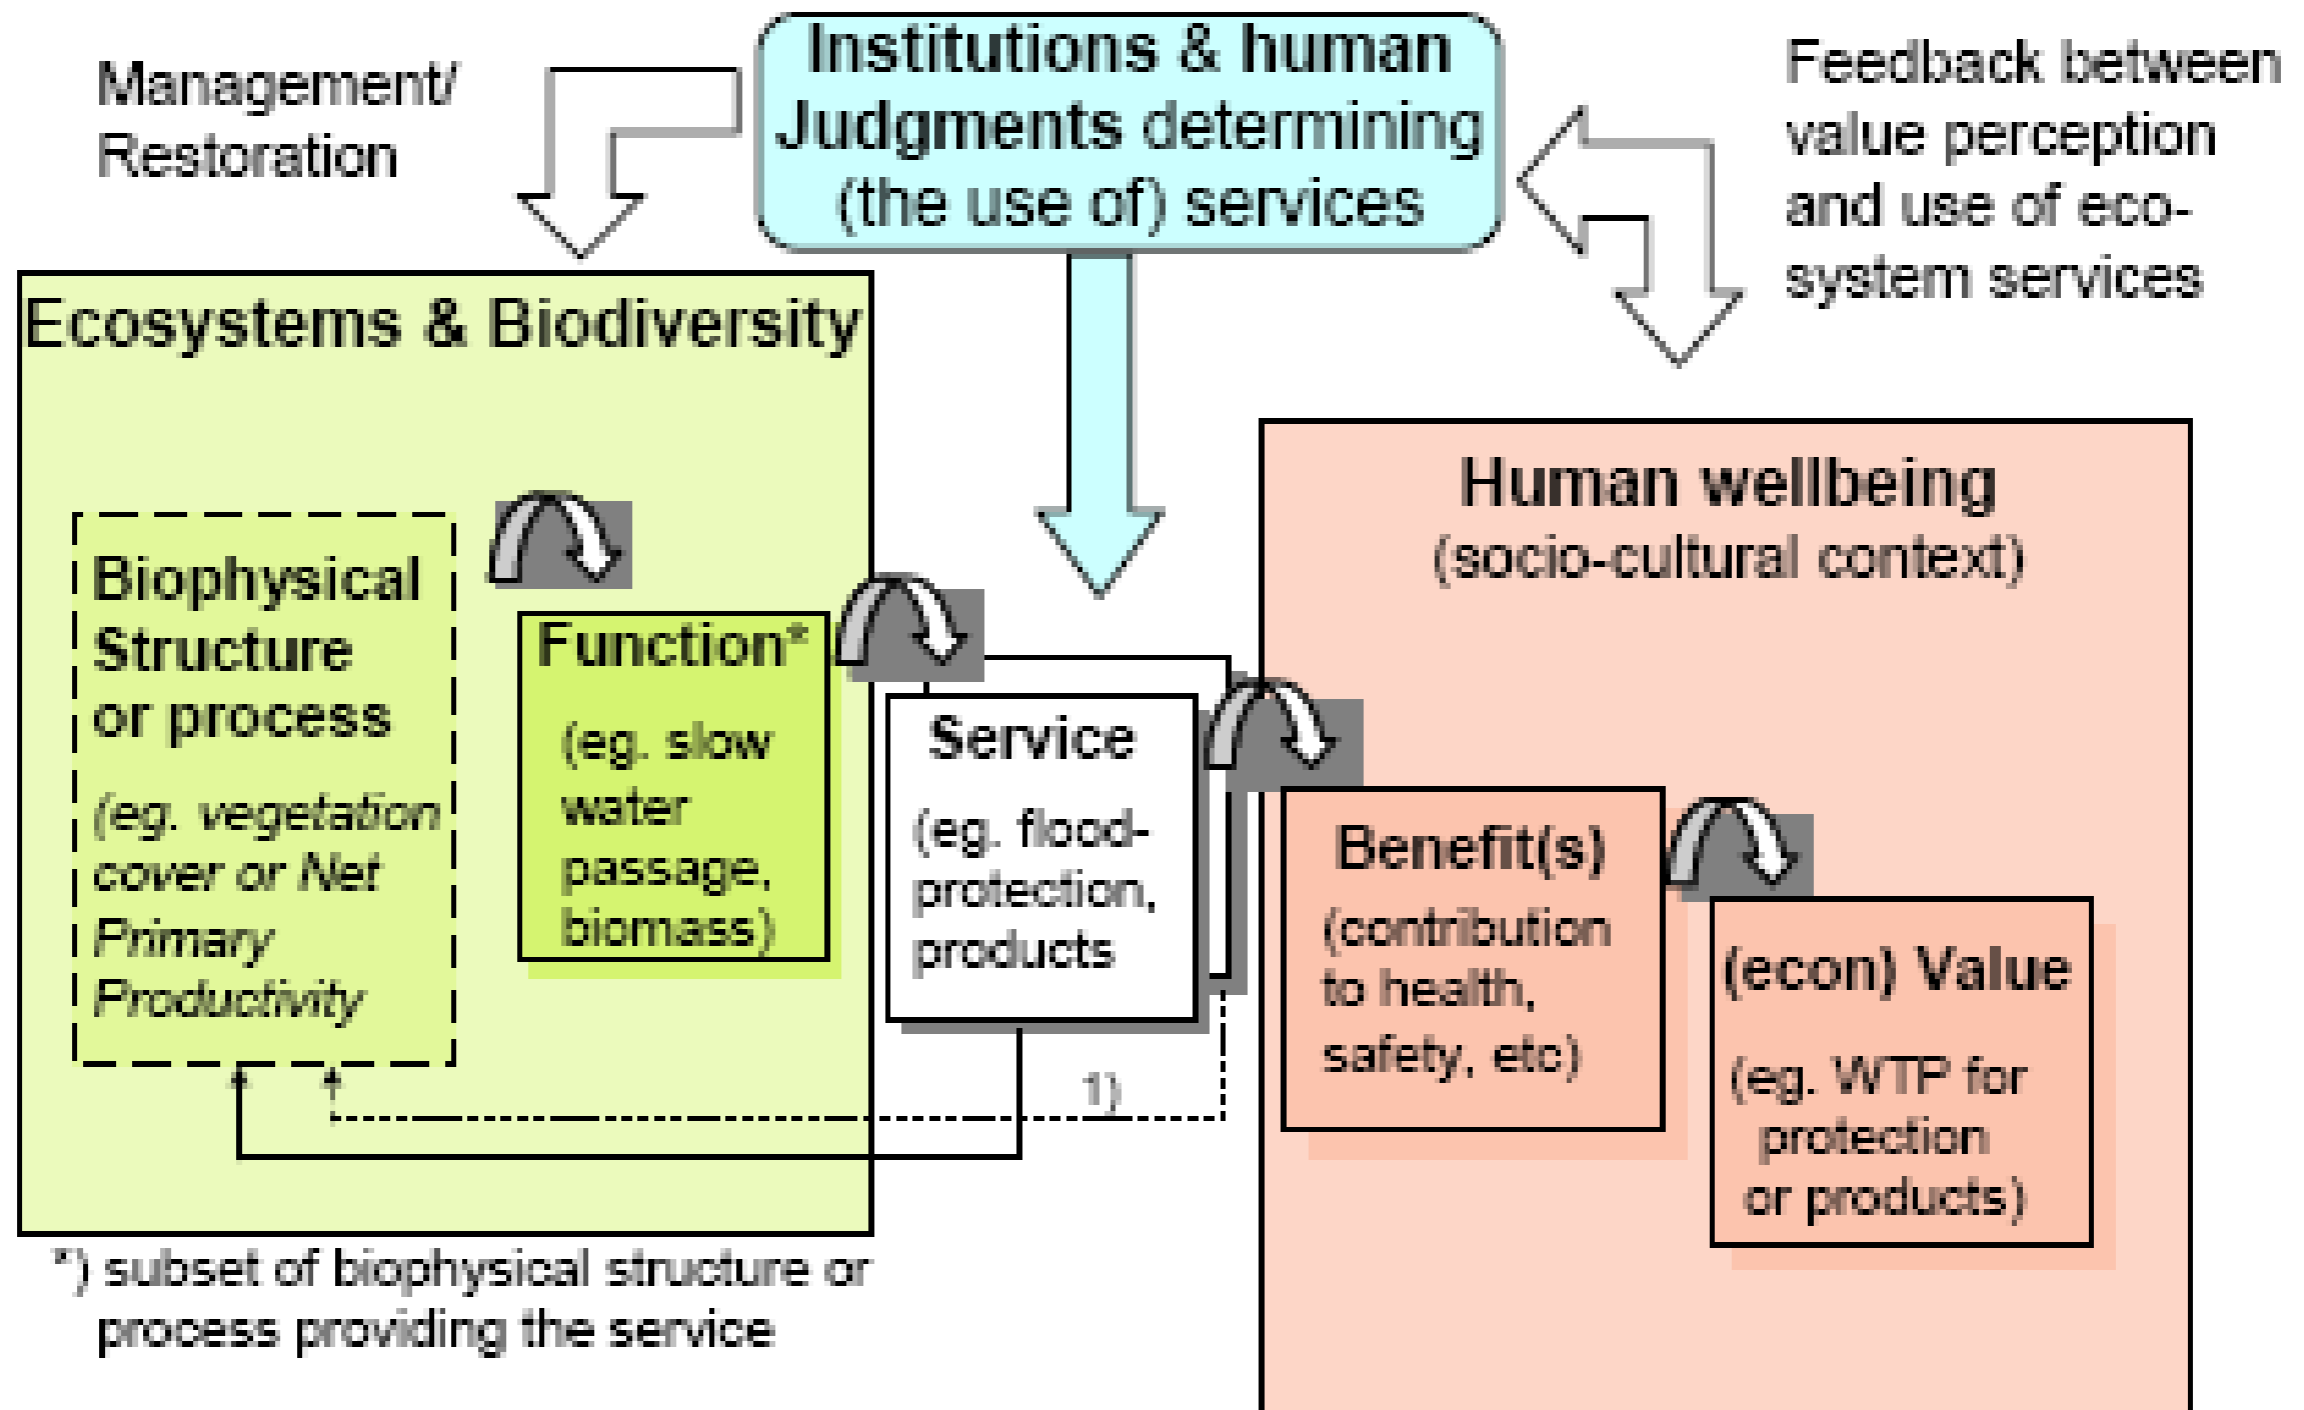 Management/
Restoration
Institutions & human
Judgments determining
(the use of) services
Feedback between
value perception
and use of eco-
system services
Ecosystems & Biodiversity
Biophysical
Structure
or process
(eg. vegetation
cover or Net
Primary
Productivity
Function*
(eg. slow
water
passage,
biomass)
Service
(eg. flood-
protection,
products
1)
Human wellbeing
(socio-cultural context)
Benefit(s)
(contribution
to health,
safety, etc)
(econ) Value
(eg. WTP for
protection
or products)
*) subset of biophysical structure or
process providing the service